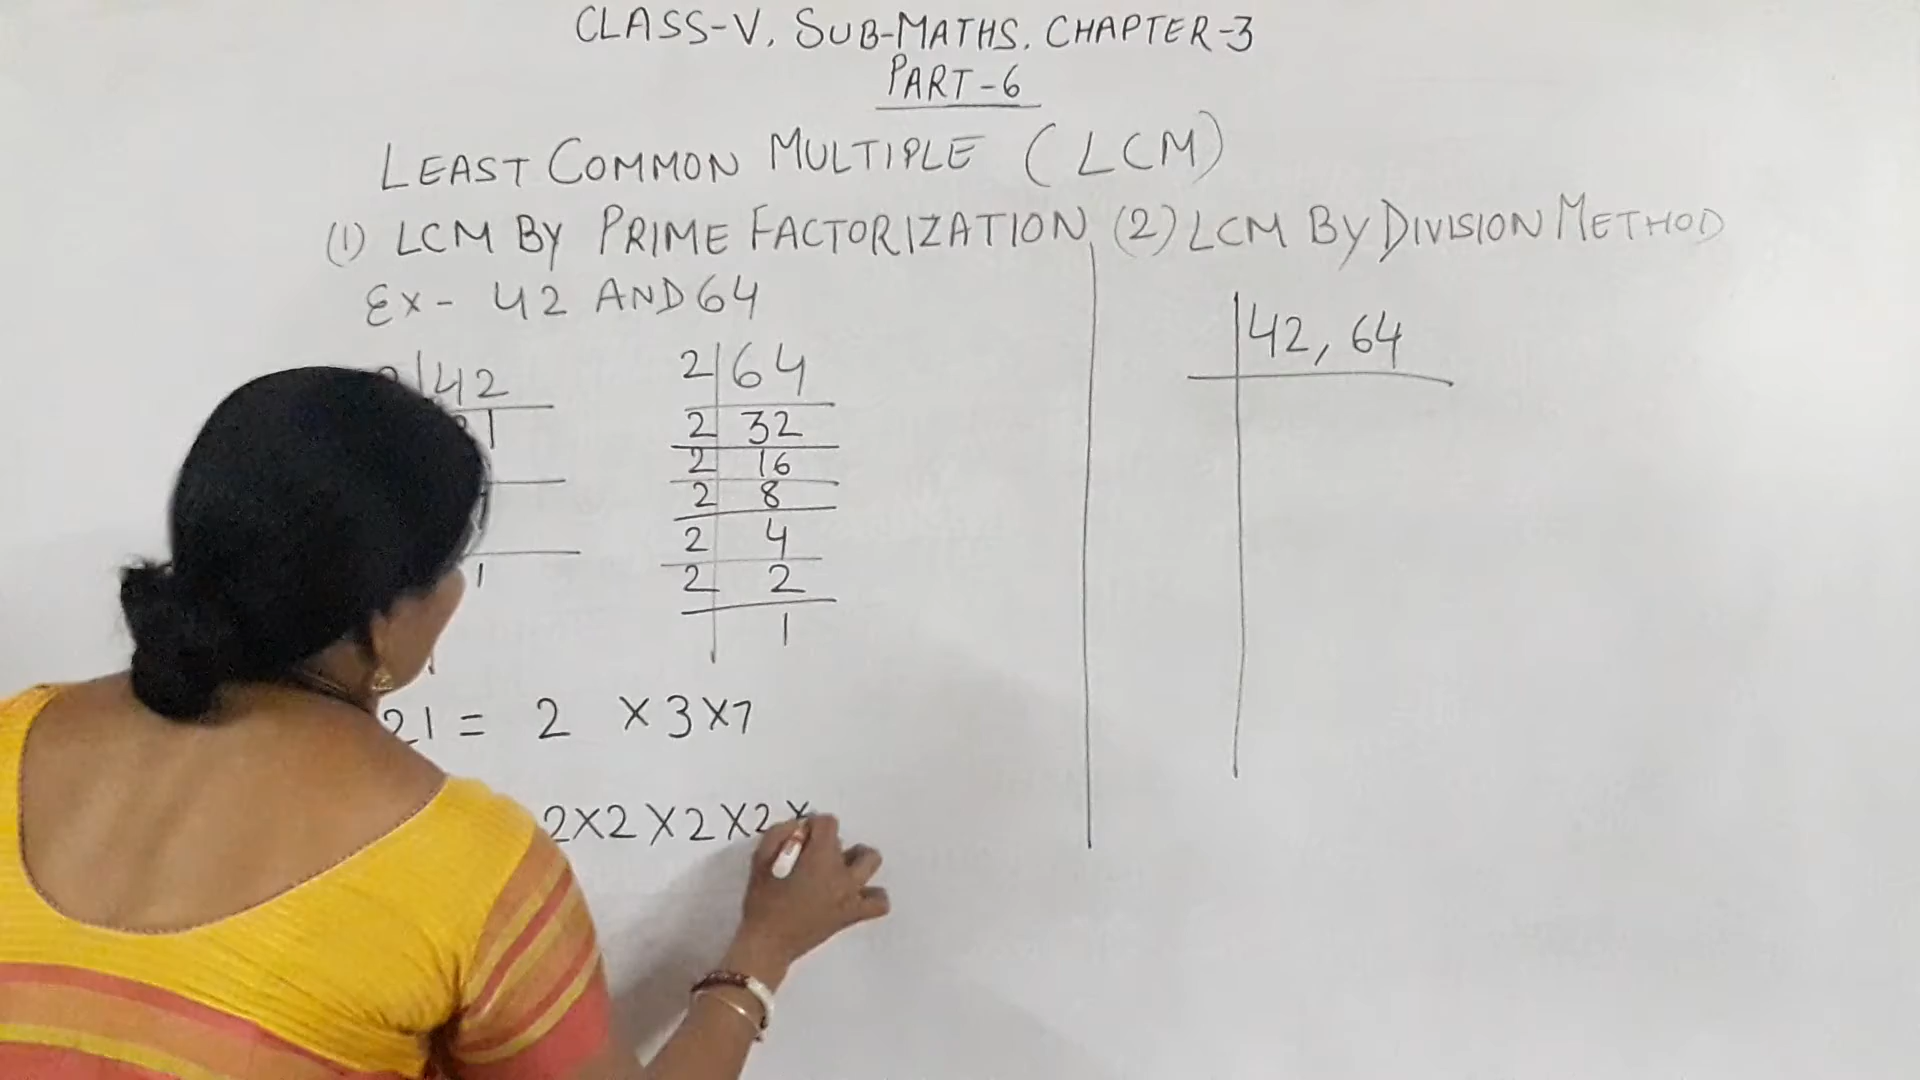 CLASS-V, SUB-MATHS, CHAPTER-3
PART-6
LEAST COMMON MULTIPLE (LCM)
(1) LCM BY PRIME FACTORIZATION
EX- 42 AND 64
42
1
1
2 64
2 32
2 16
2 8
2 4
2 2
1
21 = 2 X 3 X 7
2 X 2 X 2 X 2 X
(2) LCM BY DIVISION METHOD
42, 64